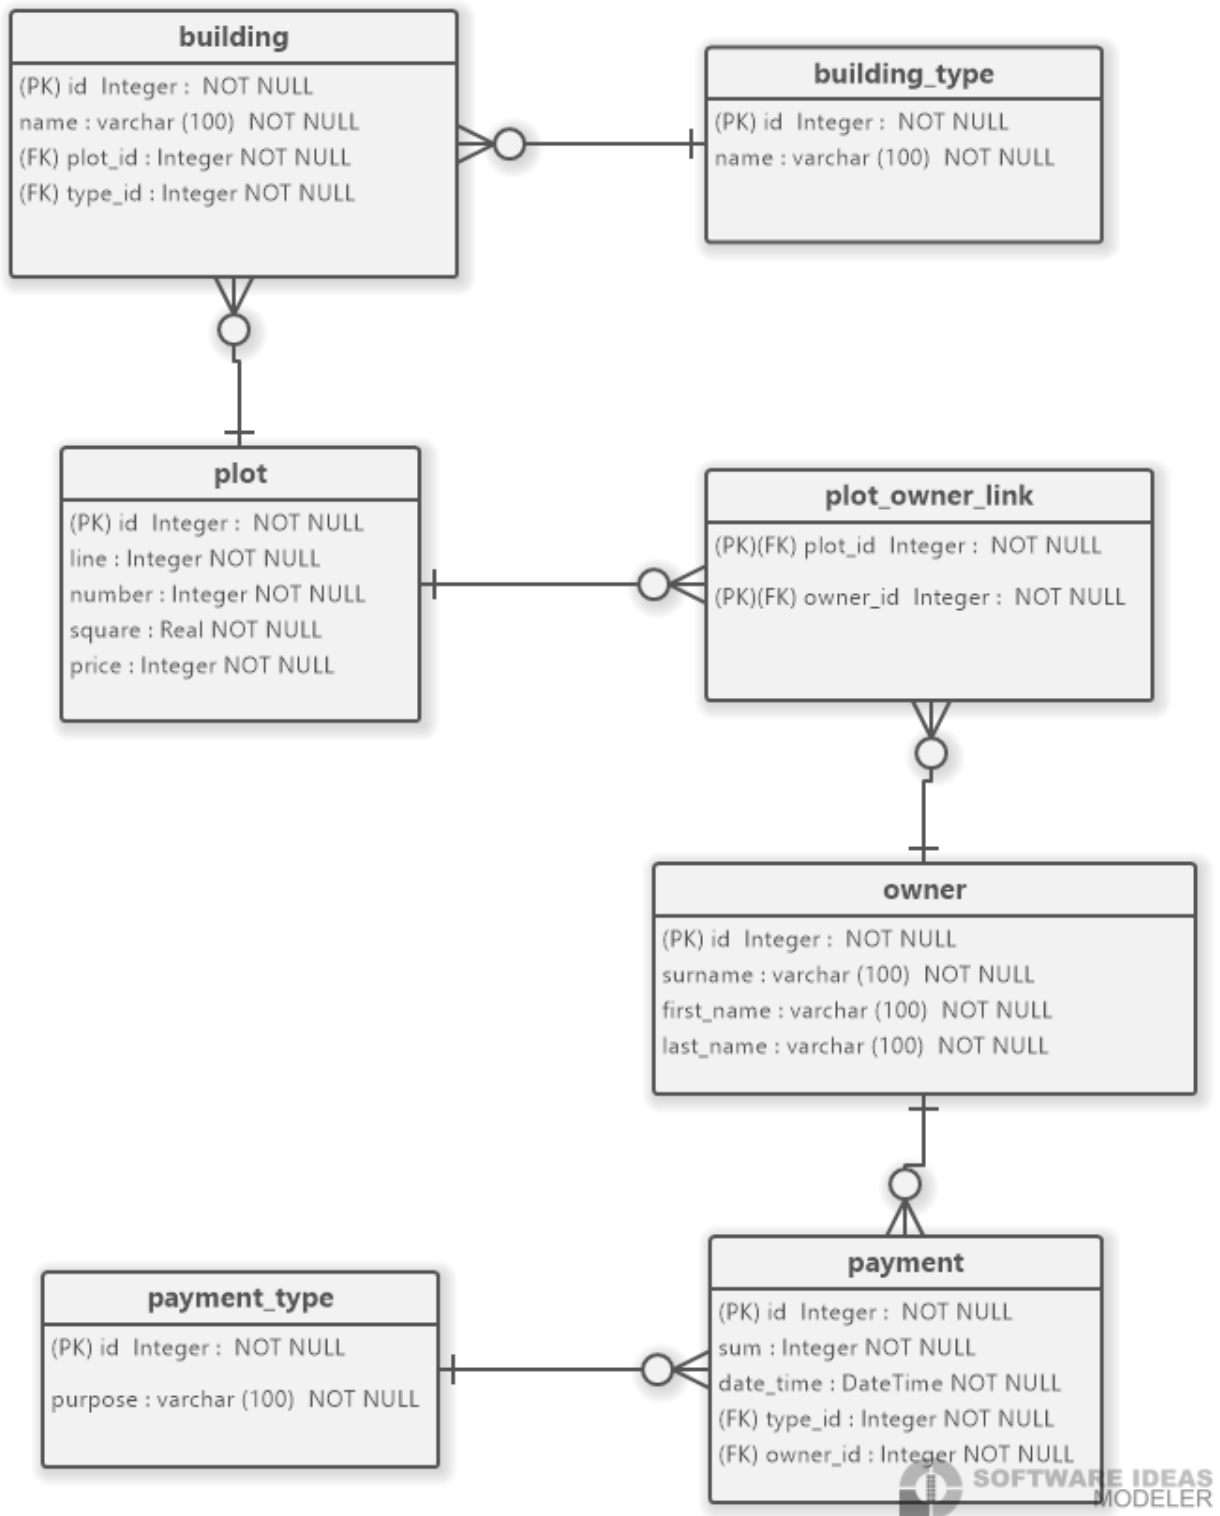 building
(PK) id Integer : NOT NULL
name : varchar (100) NOT NULL
(FK) plot_id : Integer NOT NULL
(FK) type_id : Integer NOT NULL
building_type
(PK) id Integer : NOT NULL
name : varchar (100) NOT NULL
plot
(PK) id Integer : NOT NULL
line : Integer NOT NULL
number : Integer NOT NULL
square : Real NOT NULL
price : Integer NOT NULL
plot_owner_link
(PK)(FK) plot_id Integer : NOT NULL
(PK)(FK) owner_id Integer : NOT NULL
owner
(PK) id Integer : NOT NULL
surname : varchar (100) NOT NULL
first_name : varchar (100) NOT NULL
last_name : varchar (100) NOT NULL
payment_type
(PK) id Integer : NOT NULL
purpose : varchar (100) NOT NULL
payment
(PK) id Integer : NOT NULL
sum : Integer NOT NULL
date_time : DateTime NOT NULL
(FK) type_id : Integer NOT NULL
(FK) owner_id : Integer NOT NULL
SOFTWARE IDEAS
MODELER